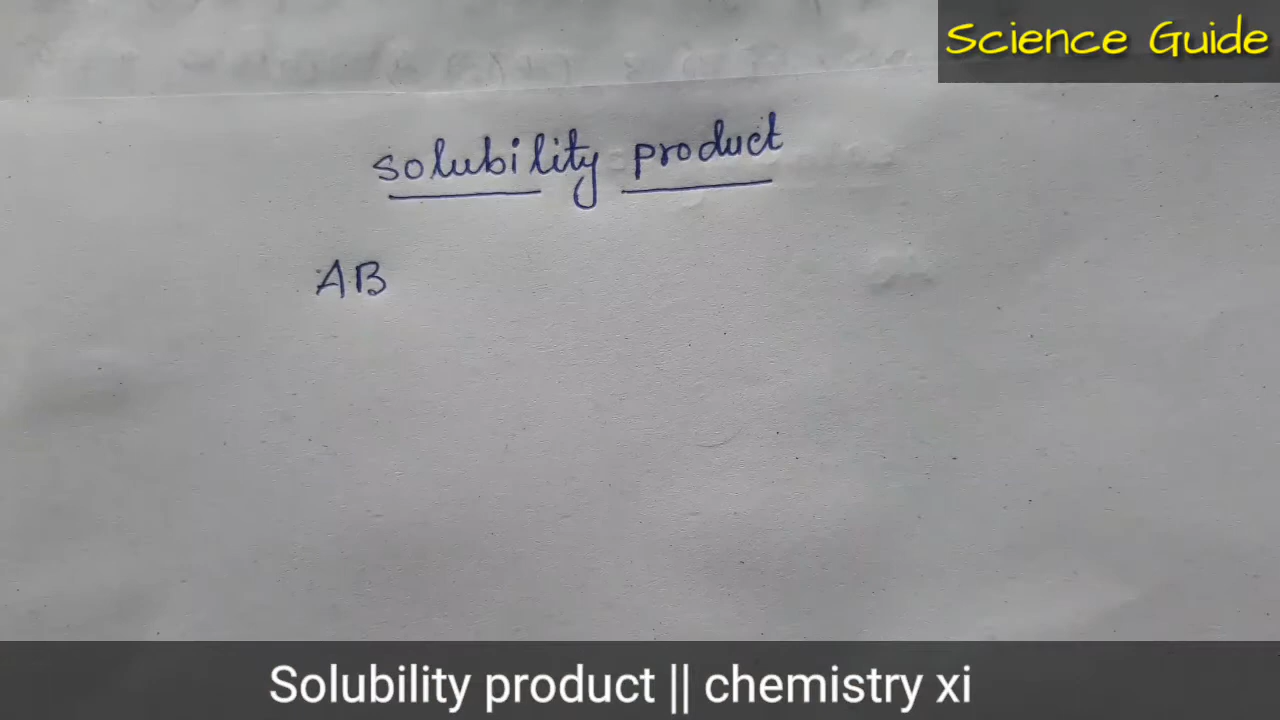 Science Guide
solubility product
AB
Solubility product || chemistry xi